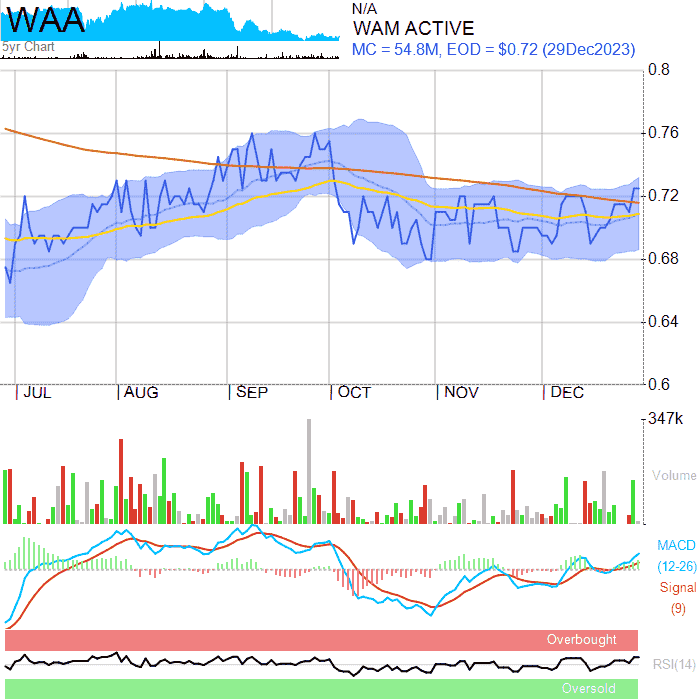 WAA
5yr Chart
N/A
WAM ACTIVE
MC = 54.8M, EOD = $0.72 (29Dec2023)
0.8
0.76
0.72
0.68
0.64
0.6
JUL AUG SEP OCT NOV DEC
347k
Volume
MACD
(12-26)
Signal
(9)
Overbought
RSI(14)
Oversold